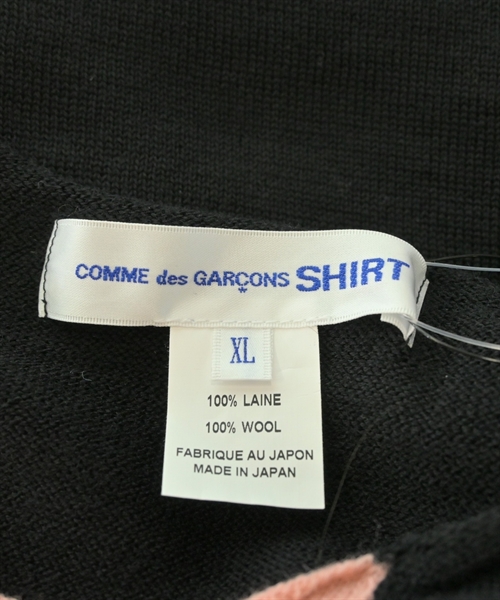 COMME des GARÇONS SHIRT
XL
100% LAINE
100% WOOL
FABRIQUE AU JAPON
MADE IN JAPAN